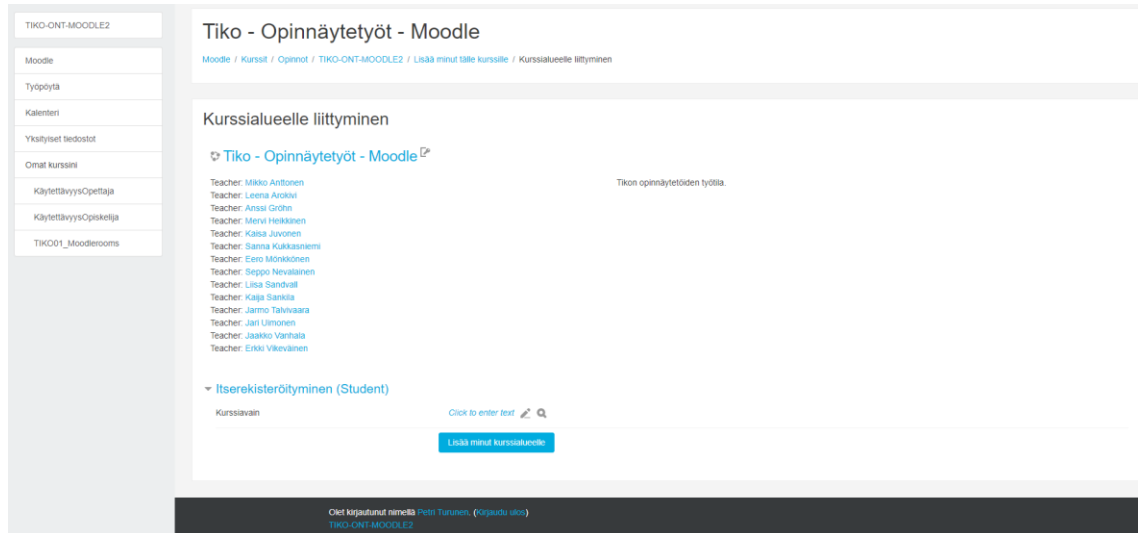 TIKO-ONT-MOODLE2
Moodle
Työpöytä
Kalenteri
Yksityiset tiedostot
Omat kurssini
KäytettävyysOpettaja
KäytettävyysOpiskelija
TIKO01_Moodlerooms
Tiko - Opinnäytetyöt - Moodle
Moodle / Kurssit / Opinnot / TIKO-ONT-MOODLE2 / Lisää minut tälle kurssille / Kurssialueelle liittyminen
Kurssialueelle liittyminen
Tiko - Opinnäytetyöt - Moodle
Teacher: Mikko Anttonen
Teacher: Leena Arokivi
Teacher: Anssi Gröhn
Teacher: Mervi Heikkinen
Teacher: Kaisa Juvonen
Teacher: Sanna Kukkasniemi
Teacher: Eero Mönkkönen
Teacher: Seppo Nevalainen
Teacher: Liisa Sandvall
Teacher: Kaija Sankila
Teacher: Jarmo Talvivaara
Teacher: Jari Uimonen
Teacher: Jaakko Vanhala
Teacher: Erkki Vikeväinen
Tikon opinnäytetöiden työtila.
Itserekisteröityminen (Student)
Kurssiavain Click to enter text
Lisää minut kurssialueelle
Olet kirjautunut nimellä Petri Turunen. (Kirjaudu ulos)
TIKO-ONT-MOODLE2